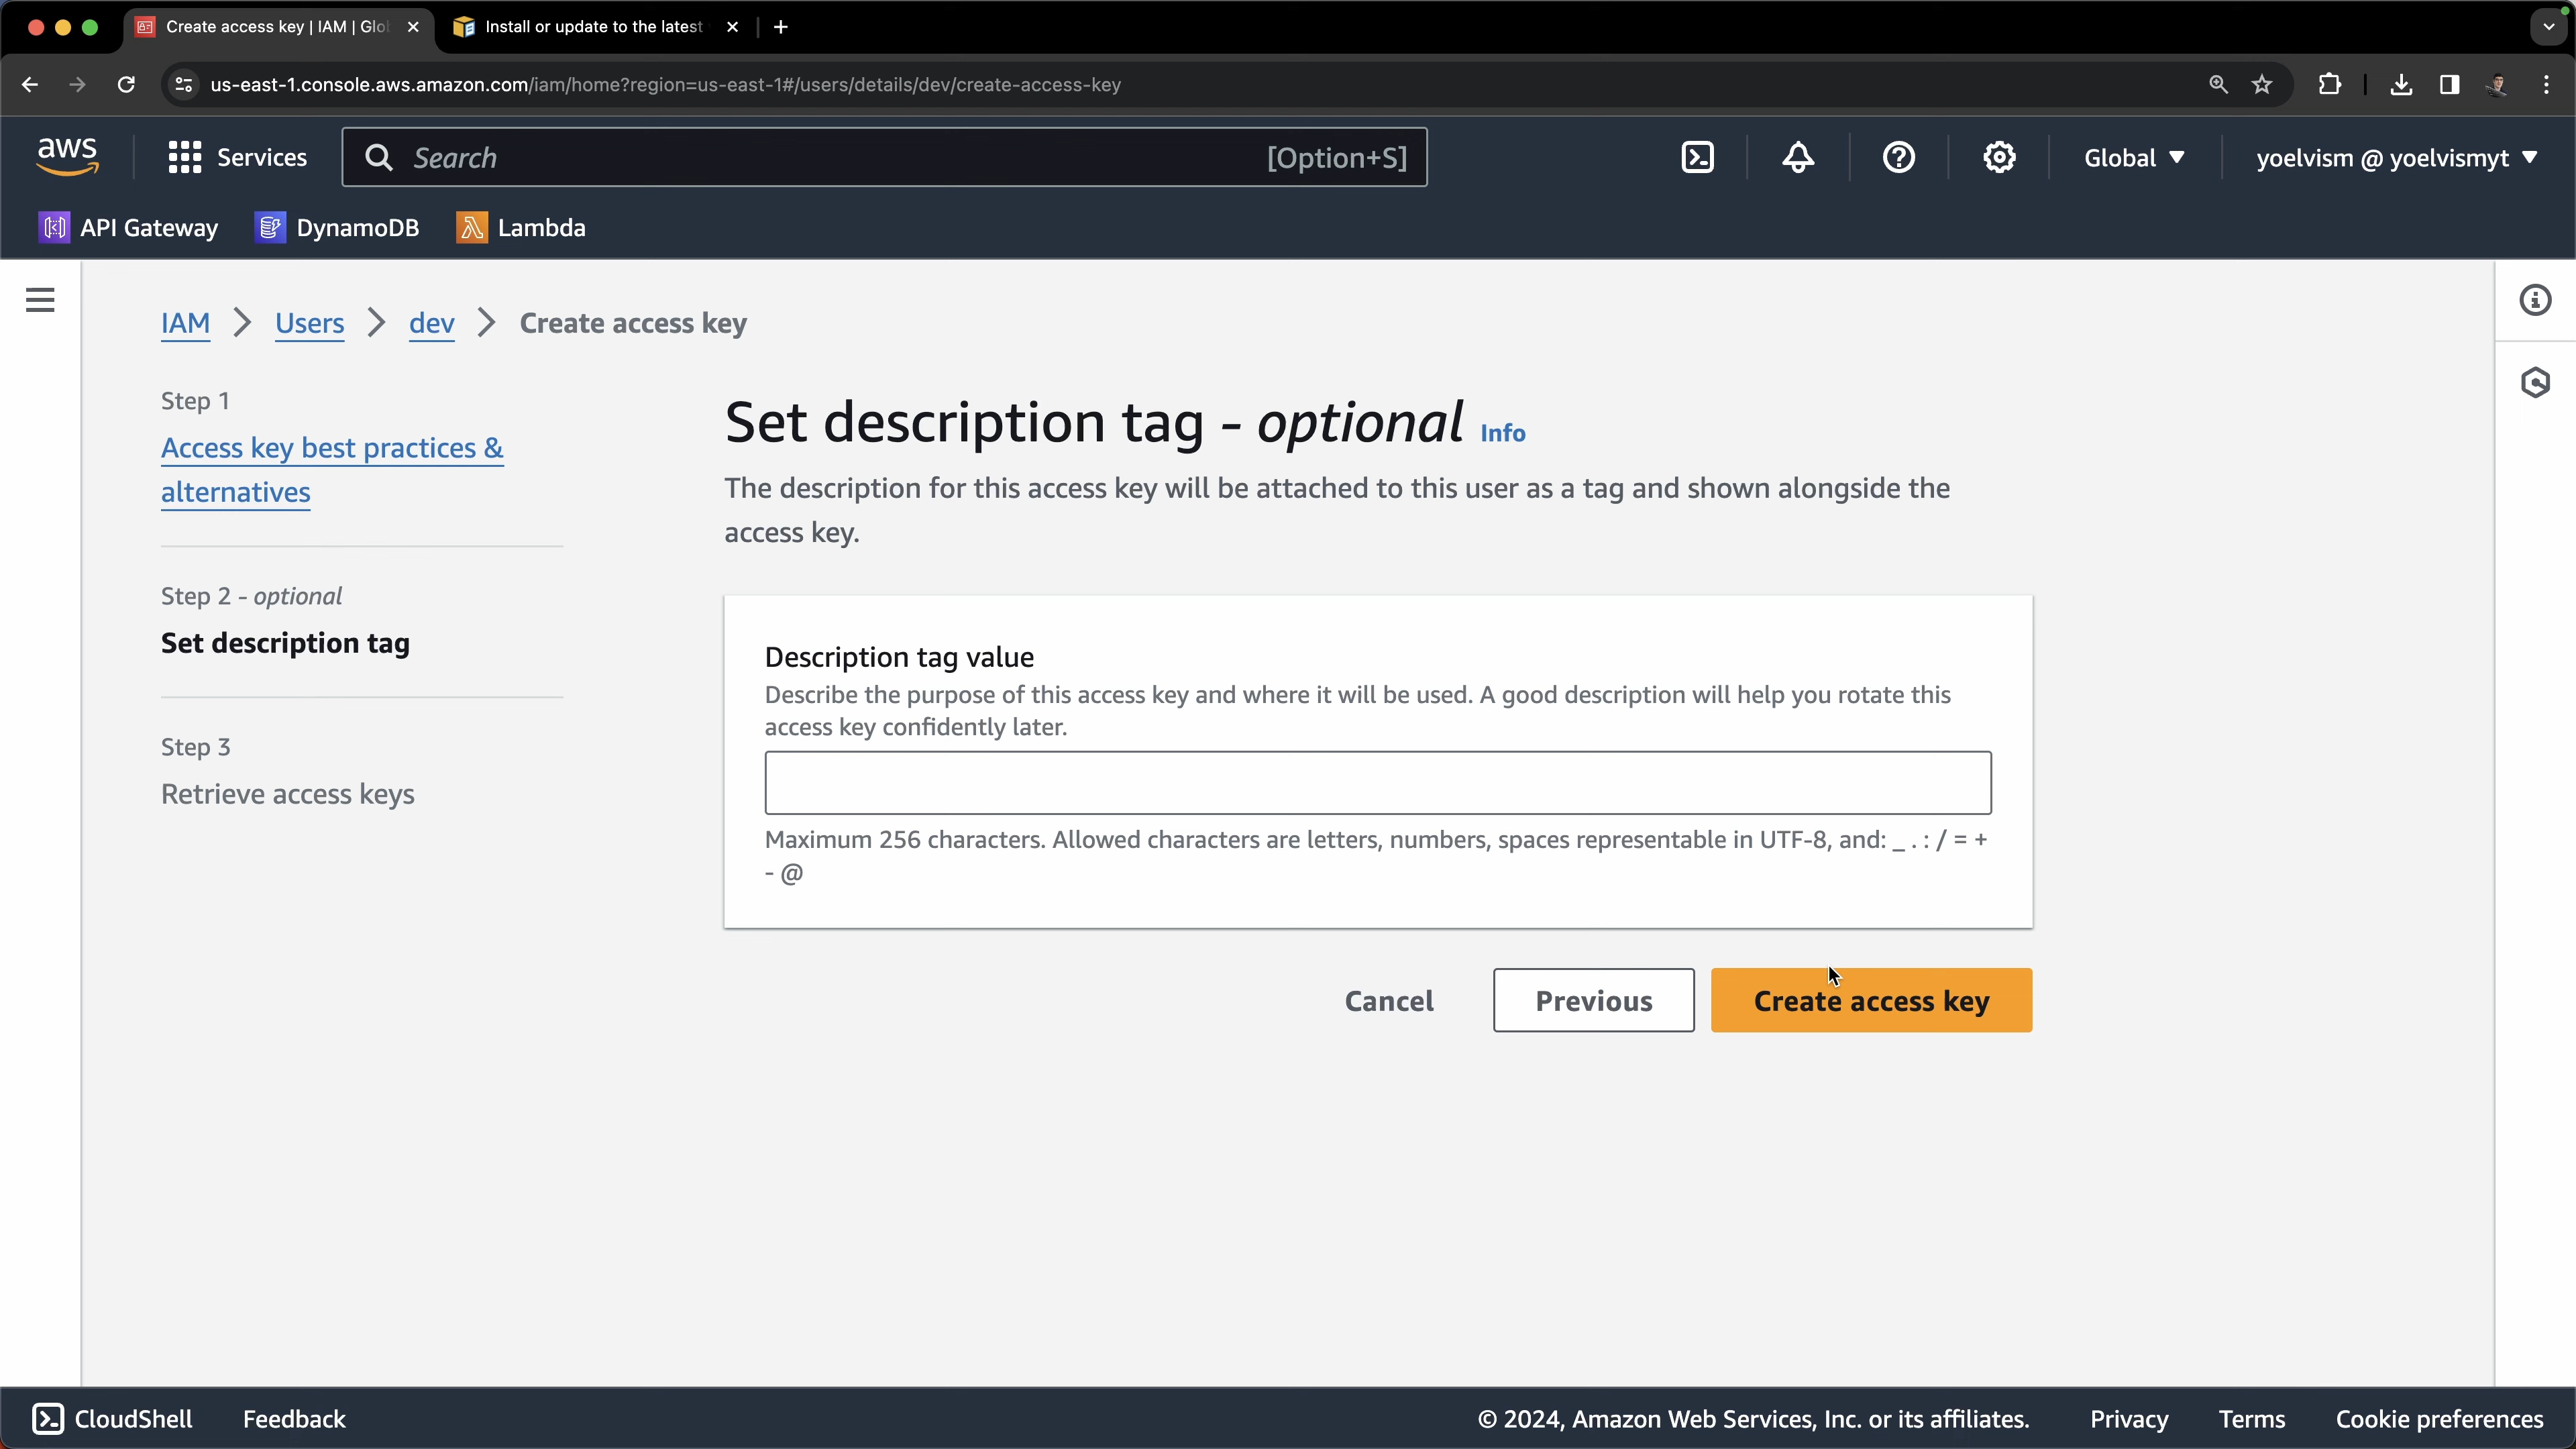 Create access key | IAM | Glo
Install or update to the latest
us-east-1.console.aws.amazon.com/iam/home?region=us-east-1#/users/details/dev/create-access-key
aws
Services
Search
[Option+S]
Global
yoelvism @ yoelvismyt
API Gateway
DynamoDB
Lambda
IAM
Users
dev
Create access key
Step 1
Access key best practices &
alternatives
Step 2 - optional
Set description tag
Step 3
Retrieve access keys
Set description tag - optional Info
The description for this access key will be attached to this user as a tag and shown alongside the
access key.
Description tag value
Describe the purpose of this access key and where it will be used. A good description will help you rotate this
access key confidently later.
Maximum 256 characters. Allowed characters are letters, numbers, spaces representable in UTF-8, and: _ . : / = +
- @
Cancel
Previous
Create access key
CloudShell
Feedback
© 2024, Amazon Web Services, Inc. or its affiliates.
Privacy
Terms
Cookie preferences